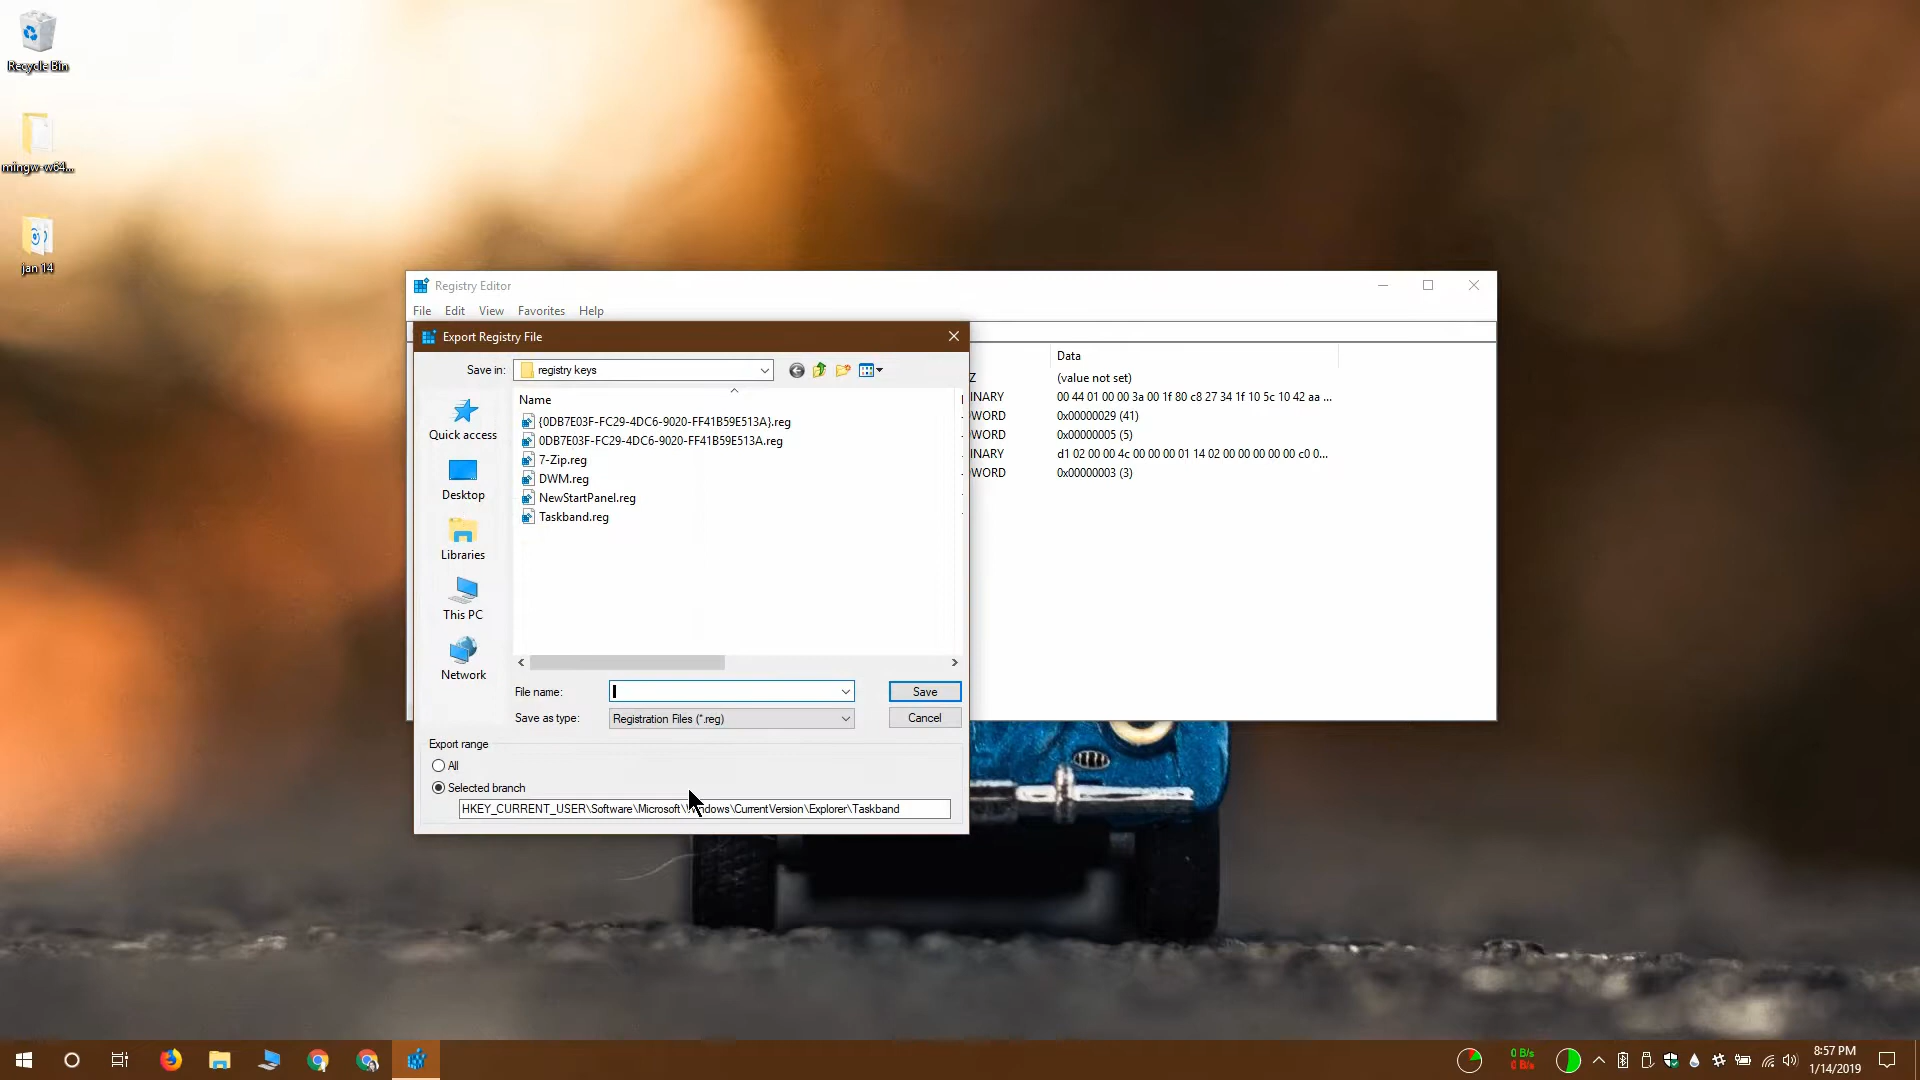 Recycle Bin
mingw-w64...
jan 14
Registry Editor
File Edit View Favorites Help
Export Registry File
Save in: registry keys
Name
{0DB7E03F-FC29-4DC6-9020-FF41B59E513A}.reg
0DB7E03F-FC29-4DC6-9020-FF41B59E513A.reg
7-Zip.reg
DWM.reg
NewStartPanel.reg
Taskband.reg
Quick access
Desktop
Libraries
This PC
Network
File name:
Save
Save as type: Registration Files (*.reg)
Cancel
Export range
All
Selected branch
HKEY_CURRENT_USER\Software\Microsoft\Windows\CurrentVersion\Explorer\Taskband
Data
Z (value not set)
INARY 00 44 01 00 00 3a 00 1f 80 c8 27 34 1f 10 5c 10 42 aa ...
WORD 0x00000029 (41)
WORD 0x00000005 (5)
INARY d1 02 00 00 4c 00 00 00 01 14 02 00 00 00 00 00 c0 0...
WORD 0x00000003 (3)
0 B/s
0 B/s
8:57 PM
1/14/2019